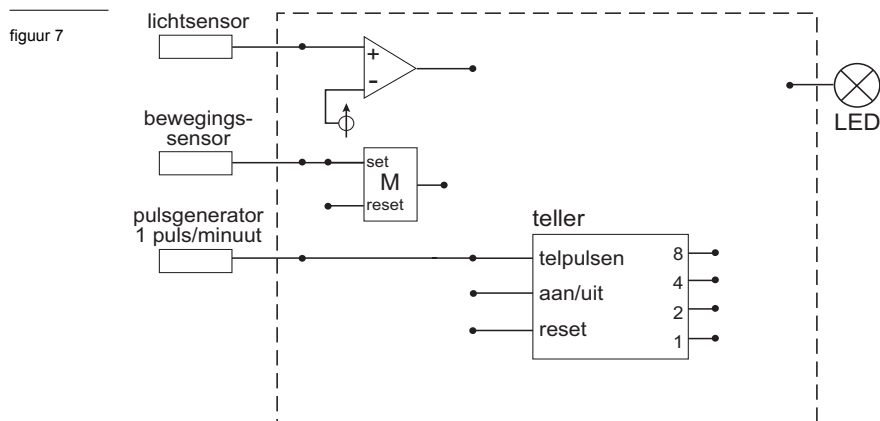 figuur 7
lichtsensor
+
-
bewegings-
sensor
set
M
reset
pulsgenerator
1 puls/minuut
teller
telpulsen
aan/uit
reset
8
4
2
1
LED